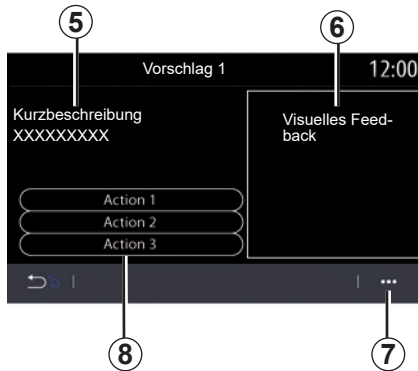 5
6
Vorschlag 1
12:00
Kurzbeschreibung
XXXXXXXXX
Visuelles Feed-
back
Action 1
Action 2
Action 3
8
7